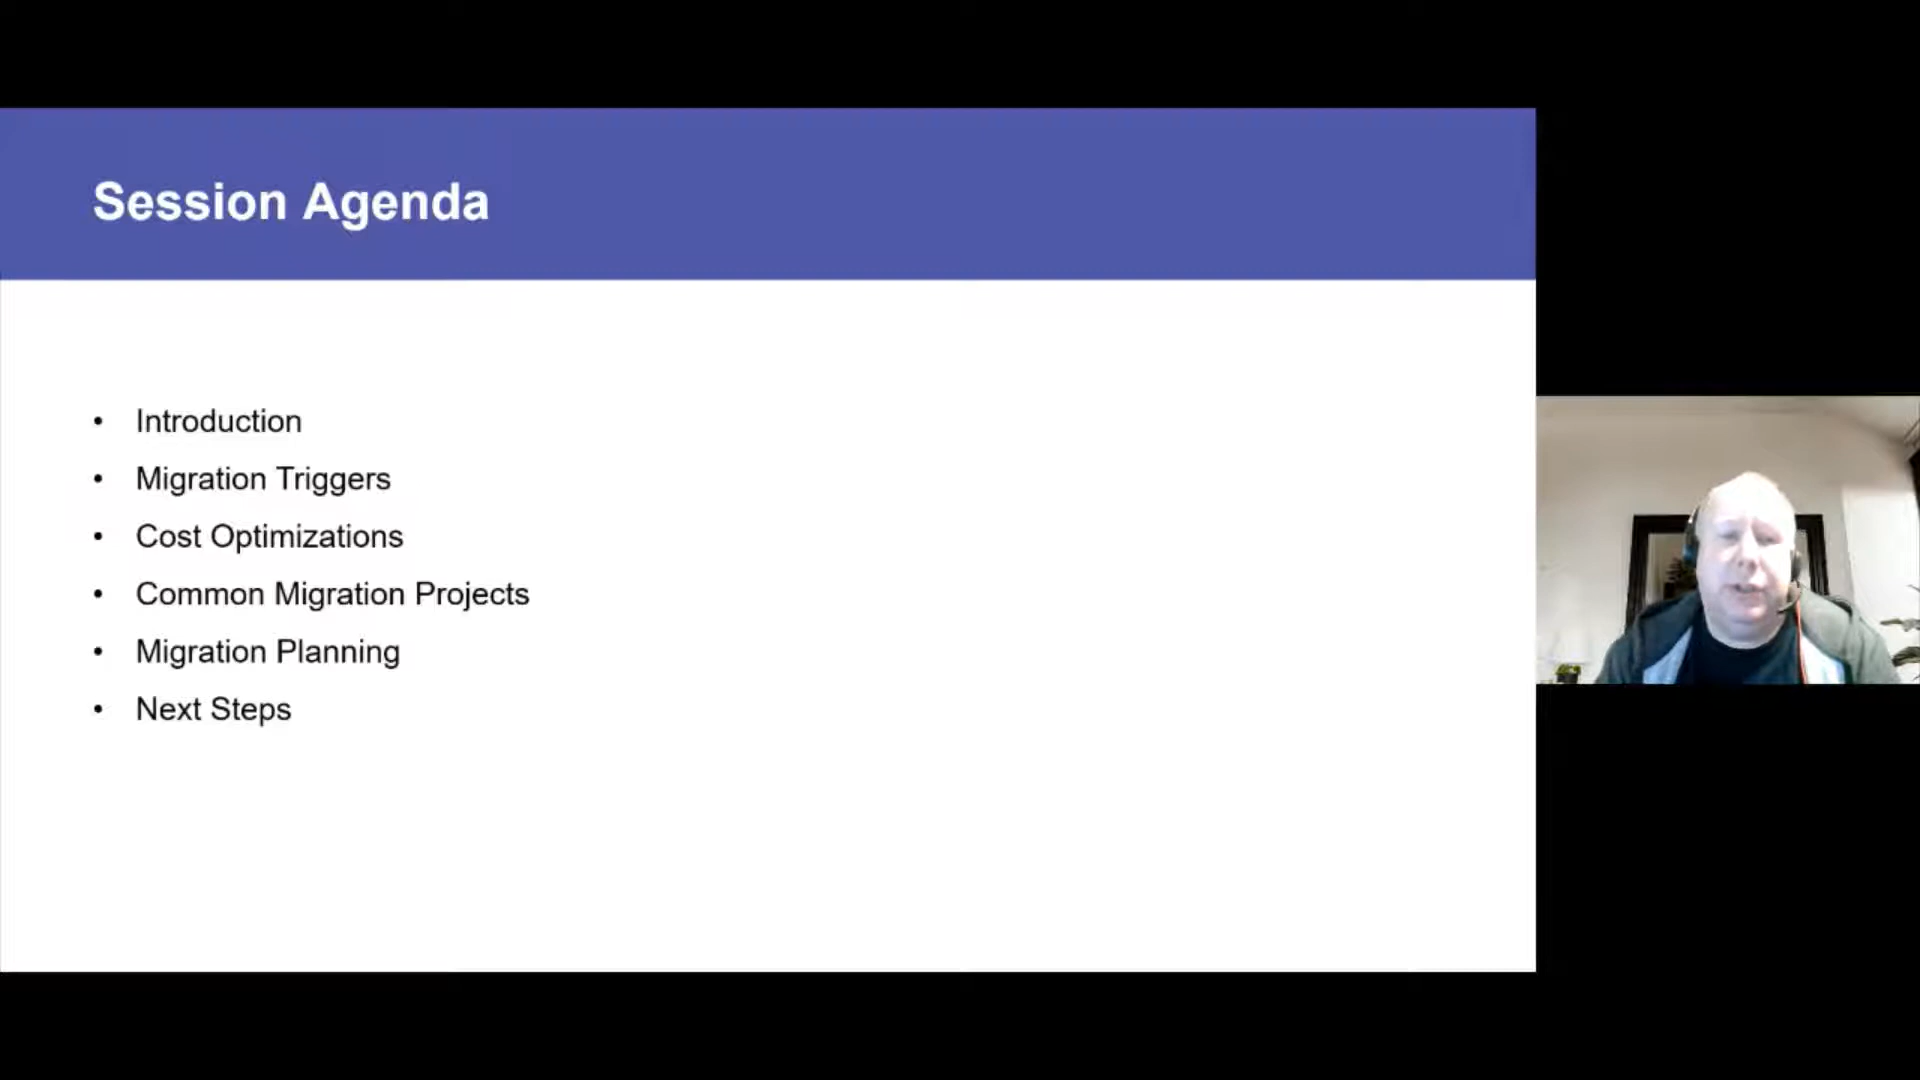 Session Agenda
• Introduction
• Migration Triggers
• Cost Optimizations
• Common Migration Projects
• Migration Planning
• Next Steps